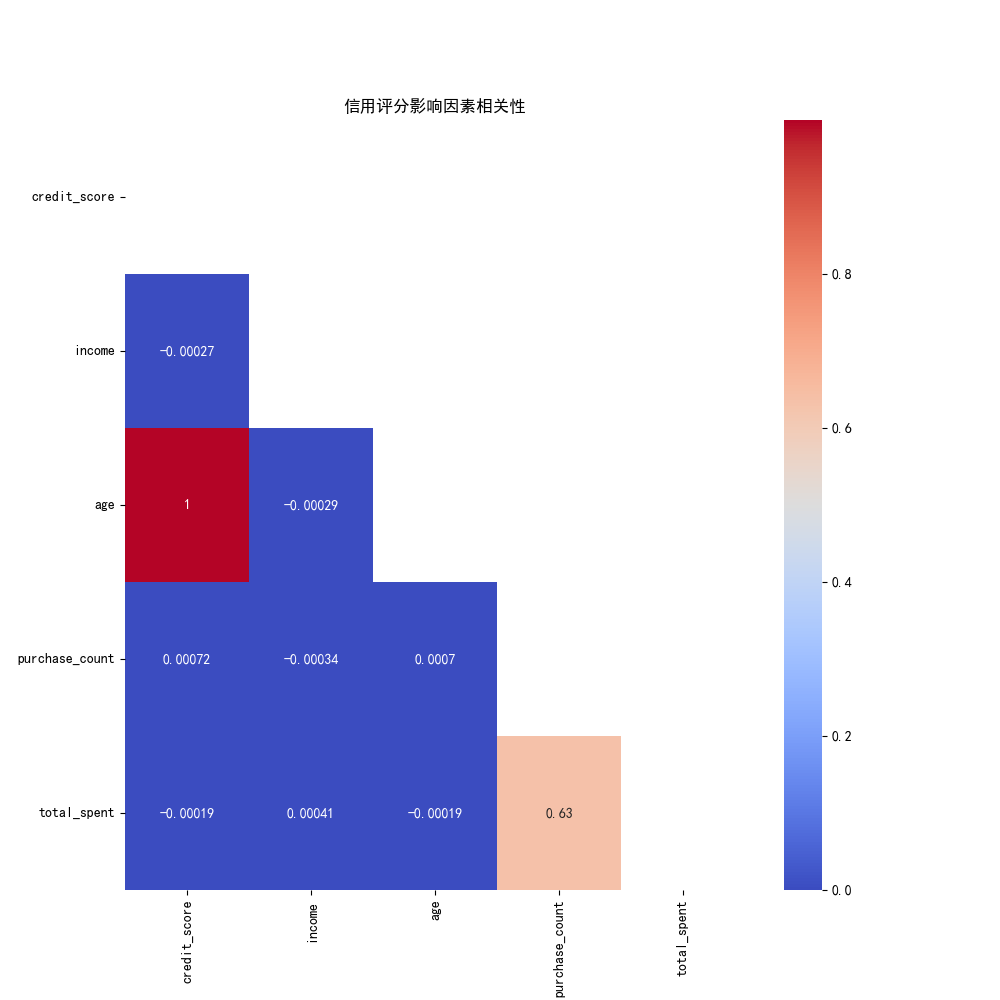 信用评分影响因素相关性
credit_score
income
-0.00027
age
1
-0.00029
purchase_count
0.00072
-0.00034
0.0007
total_spent
-0.00019
0.00041
-0.00019
0.63
credit_score
income
age
purchase_count
total_spent
0.8
0.6
0.4
0.2
0.0